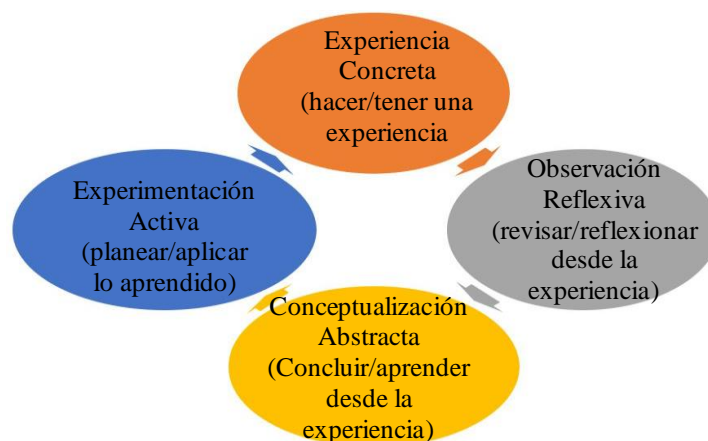 Experiencia
Concreta
(hacer/tener una
experiencia
Observación
Reflexiva
(revisar/reflexionar
desde la
experiencia)
Conceptualización
Abstracta
(Concluir/aprender
desde la
experiencia)
Experimentación
Activa
(planear/aplicar
lo aprendido)